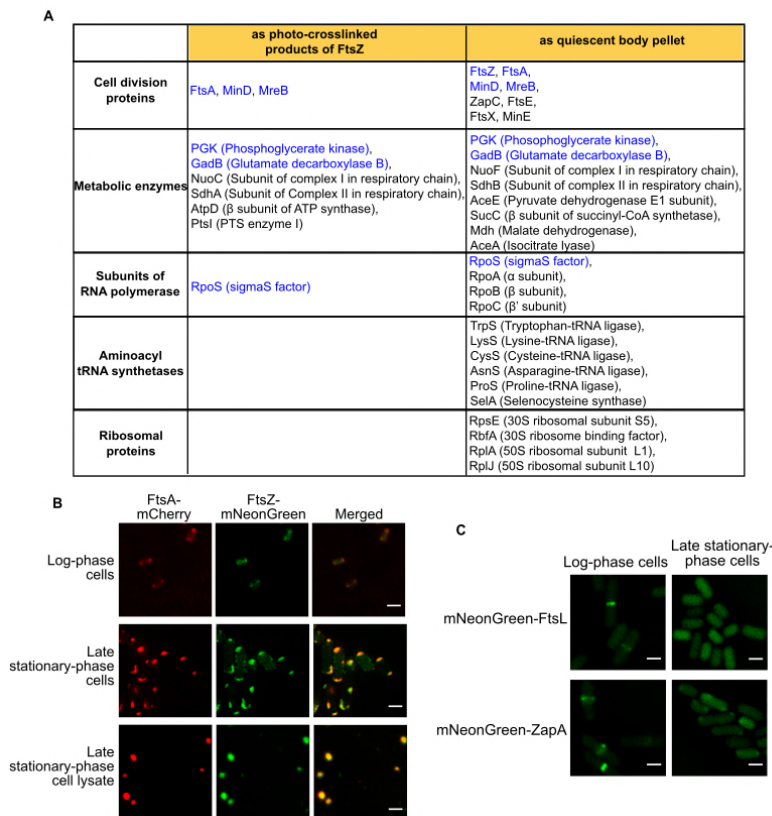 A
as photo-crosslinked
products of FtsZ
as quiescent body pellet
Cell division
proteins
FtsA, MinD, MreB
FtsZ, FtsA,
MinD, MreB,
ZapC, FtsE,
FtsX, MinE
Metabolic enzymes
PGK (Phosphoglycerate kinase),
GadB (Glutamate decarboxylase B),
NuoC (Subunit of complex I in respiratory chain),
SdhA (Subunit of Complex II in respiratory chain),
AtpD (β subunit of ATP synthase),
PtsI (PTS enzyme I)
PGK (Phosophoglycerate kinase),
GadB (Glutamate decarboxylase B),
NuoF (Subunit of complex I in respiratory chain),
SdhB (Subunit of complex II in respiratory chain),
AceE (Pyruvate dehydrogenase E1 subunit),
SucC (β subunit of succinyl-CoA synthetase),
Mdh (Malate dehydrogenase),
AceA (Isocitrate lyase)
Subunits of
RNA polymerase
RpoS (sigmaS factor)
RpoS (sigmaS factor),
RpoA (α subunit),
RpoB (β subunit),
RpoC (β' subunit)
Aminoacyl
tRNA synthetases
TrpS (Tryptophan-tRNA ligase),
LysS (Lysine-tRNA ligase),
CysS (Cysteine-tRNA ligase),
AsnS (Asparagine-tRNA ligase),
ProS (Proline-tRNA ligase),
SelA (Selenocysteine synthase)
Ribosomal
proteins
RpsE (30S ribosomal subunit S5),
RbfA (30S ribosome binding factor),
RplA (50S ribosomal subunit L1),
RplJ (50S ribosomal subunit L10)
B
FtsA-
mCherry
FtsZ-
mNeonGreen
Merged
Log-phase
cells
Late
stationary-phase
cells
Late
stationary-phase
cell lysate
C
Log-phase cells
Late stationary-
phase cells
mNeonGreen-FtsL
mNeonGreen-ZapA